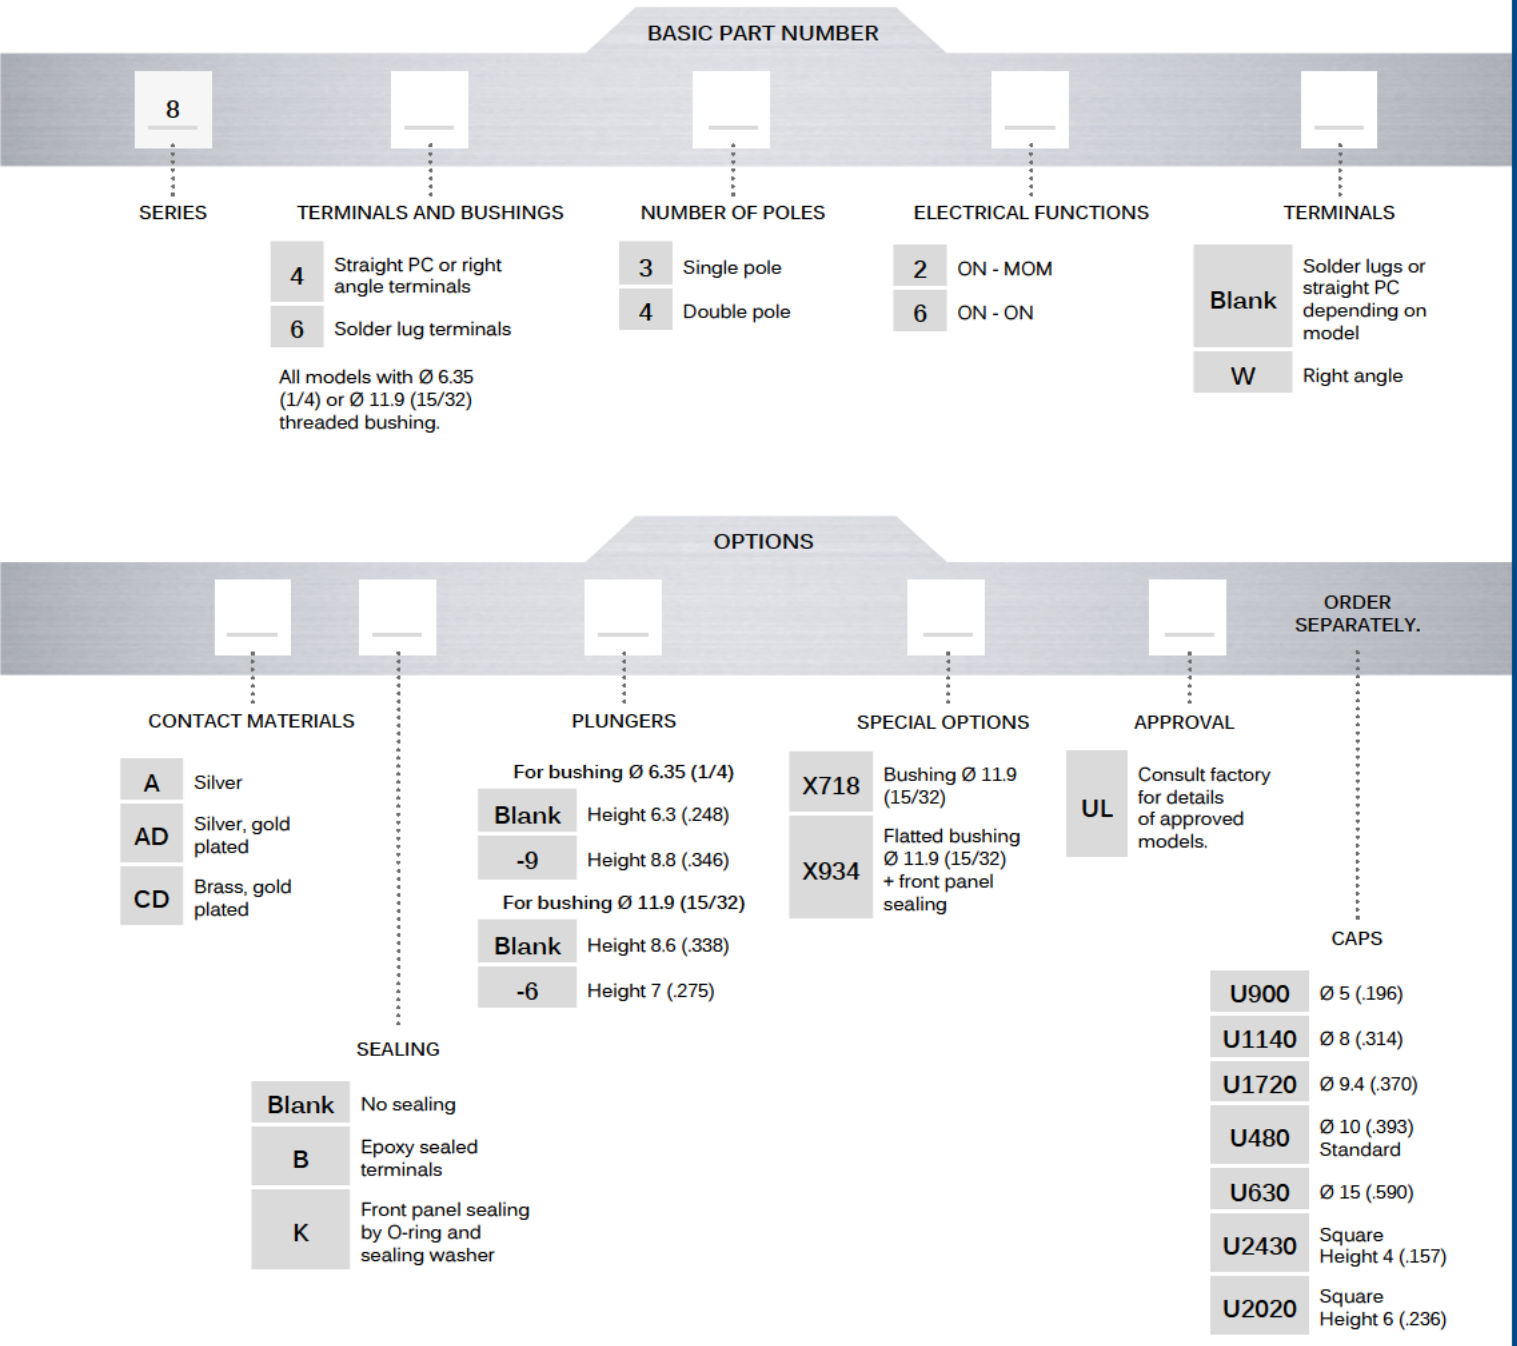 BASIC PART NUMBER
8
SERIES
TERMINALS AND BUSHINGS
4
Straight PC or right
angle terminals
6
Solder lug terminals
All models with Ø 6.35
(1/4) or Ø 11.9 (15/32)
threaded bushing.
NUMBER OF POLES
3
Single pole
4
Double pole
ELECTRICAL FUNCTIONS
2
ON - MOM
6
ON - ON
TERMINALS
Blank
Solder lugs or
straight PC
depending on
model
W
Right angle
OPTIONS
ORDER
SEPARATELY.
CONTACT MATERIALS
A
Silver
AD
Silver, gold
plated
CD
Brass, gold
plated
SEALING
Blank
No sealing
B
Epoxy sealed
terminals
K
Front panel sealing
by O-ring and
sealing washer
PLUNGERS
For bushing Ø 6.35 (1/4)
Blank
Height 6.3 (.248)
-9
Height 8.8 (.346)
For bushing Ø 11.9 (15/32)
Blank
Height 8.6 (.338)
-6
Height 7 (.275)
SPECIAL OPTIONS
X718
Bushing Ø 11.9
(15/32)
X934
Flatted bushing
Ø 11.9 (15/32)
+ front panel
sealing
APPROVAL
UL
Consult factory
for details
of approved
models.
CAPS
U900
Ø 5 (.196)
U1140
Ø 8 (.314)
U1720
Ø 9.4 (.370)
U480
Ø 10 (.393)
Standard
U630
Ø 15 (.590)
U2430
Square
Height 4 (.157)
U2020
Square
Height 6 (.236)